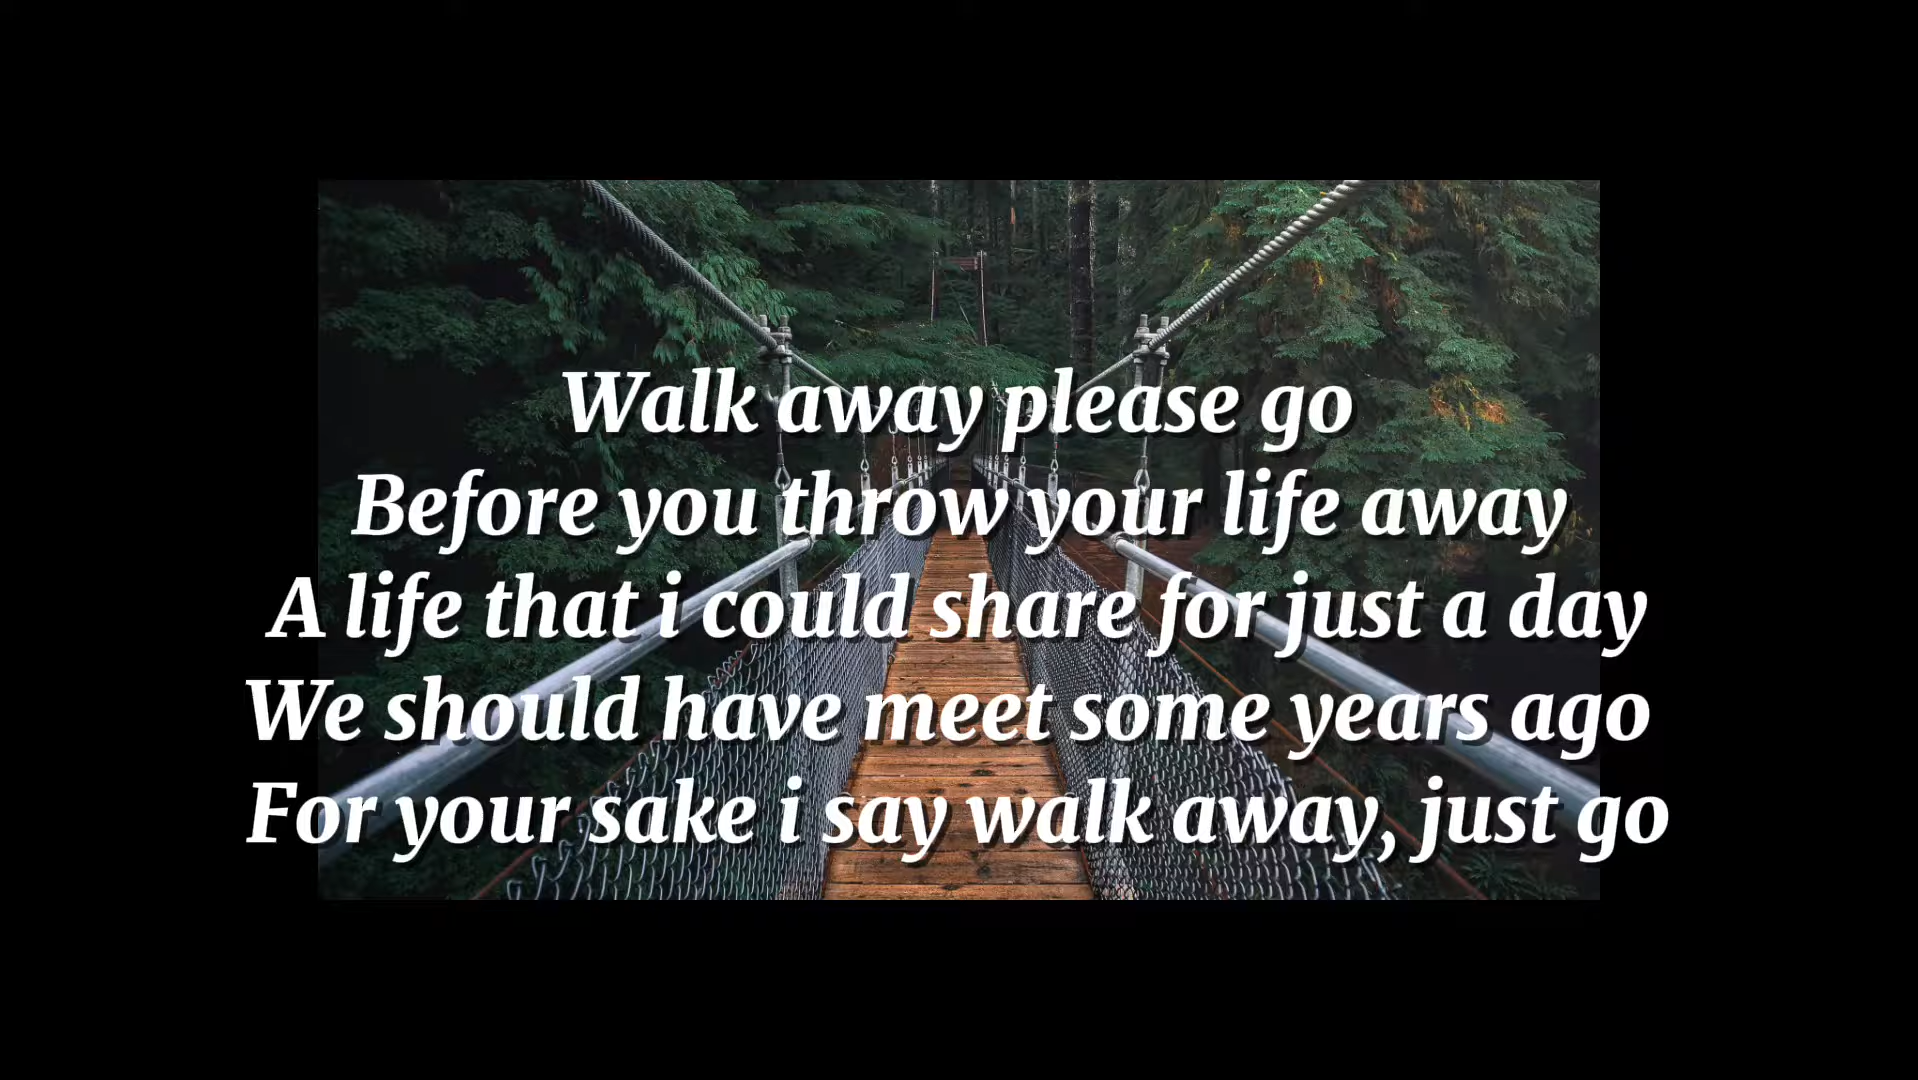 Walk away please go
Before you throw your life away
A life that i could share for just a day
We should have meet some years ago
For your sake i say walk away, just go